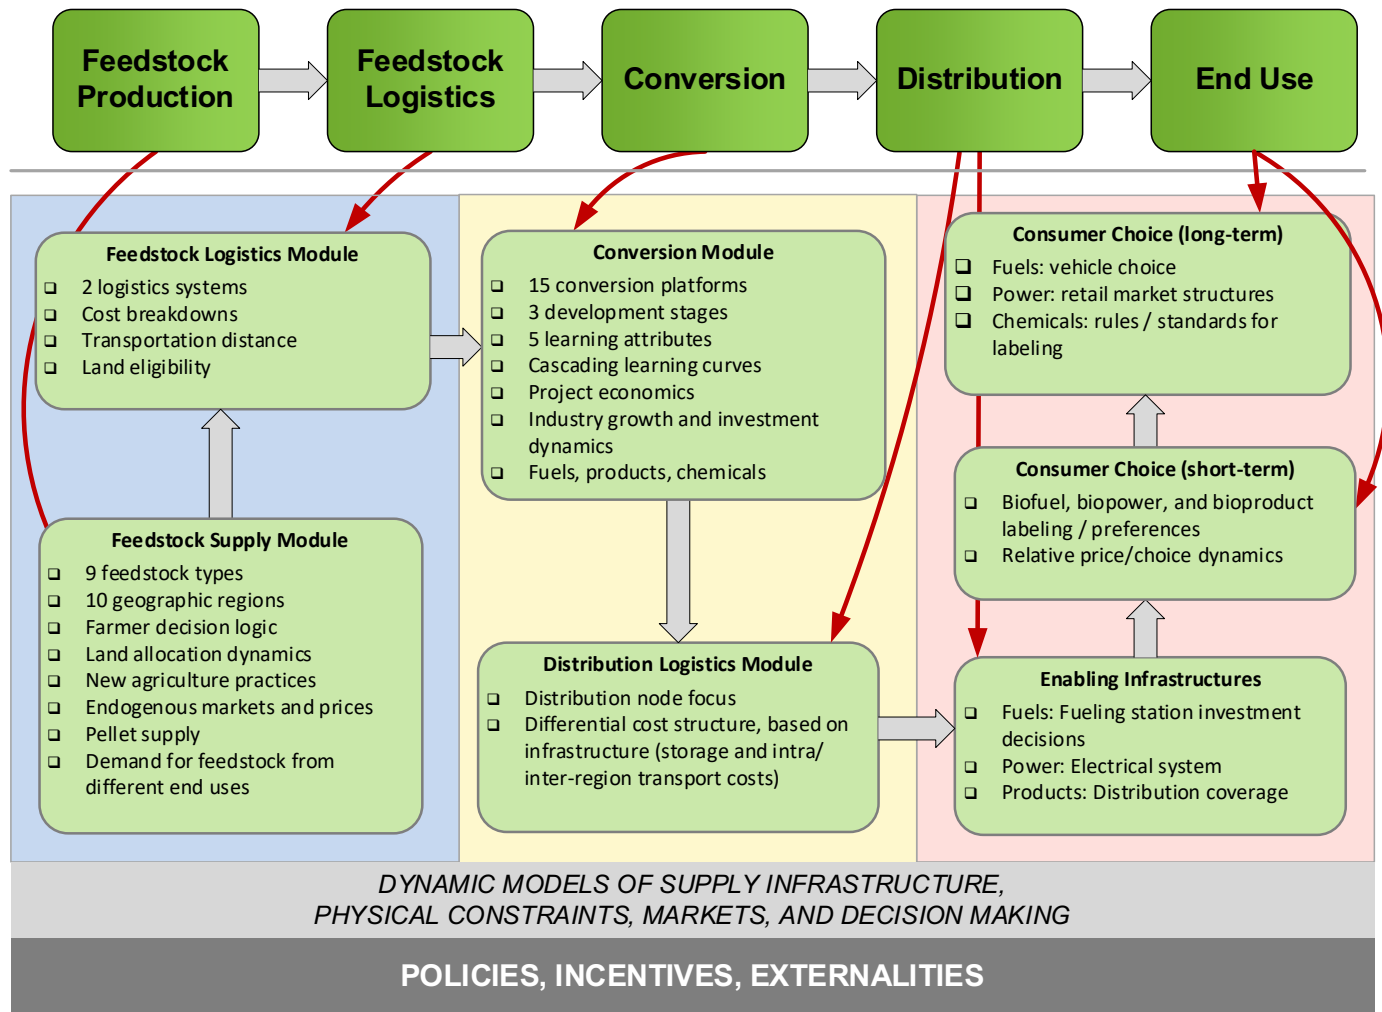 Feedstock
Production
Feedstock
Logistics
Conversion
Distribution
End Use
Feedstock Logistics Module
2 logistics systems
Cost breakdowns
Transportation distance
Land eligibility
Feedstock Supply Module
9 feedstock types
10 geographic regions
Farmer decision logic
Land allocation dynamics
New agriculture practices
Endogenous markets and prices
Pellet supply
Demand for feedstock from
different end uses
Conversion Module
15 conversion platforms
3 development stages
5 learning attributes
Cascading learning curves
Project economics
Industry growth and investment
dynamics
Fuels, products, chemicals
Distribution Logistics Module
Distribution node focus
Differential cost structure, based on
infrastructure (storage and intra/
inter-region transport costs)
Consumer Choice (long-term)
Fuels: vehicle choice
Power: retail market structures
Chemicals: rules / standards for
labeling
Consumer Choice (short-term)
Biofuel, biopower, and bioproduct
labeling / preferences
Relative price/choice dynamics
Enabling Infrastructures
Fuels: Fueling station investment
decisions
Power: Electrical system
Products: Distribution coverage
DYNAMIC MODELS OF SUPPLY INFRASTRUCTURE,
PHYSICAL CONSTRAINTS, MARKETS, AND DECISION MAKING
POLICIES, INCENTIVES, EXTERNALITIES